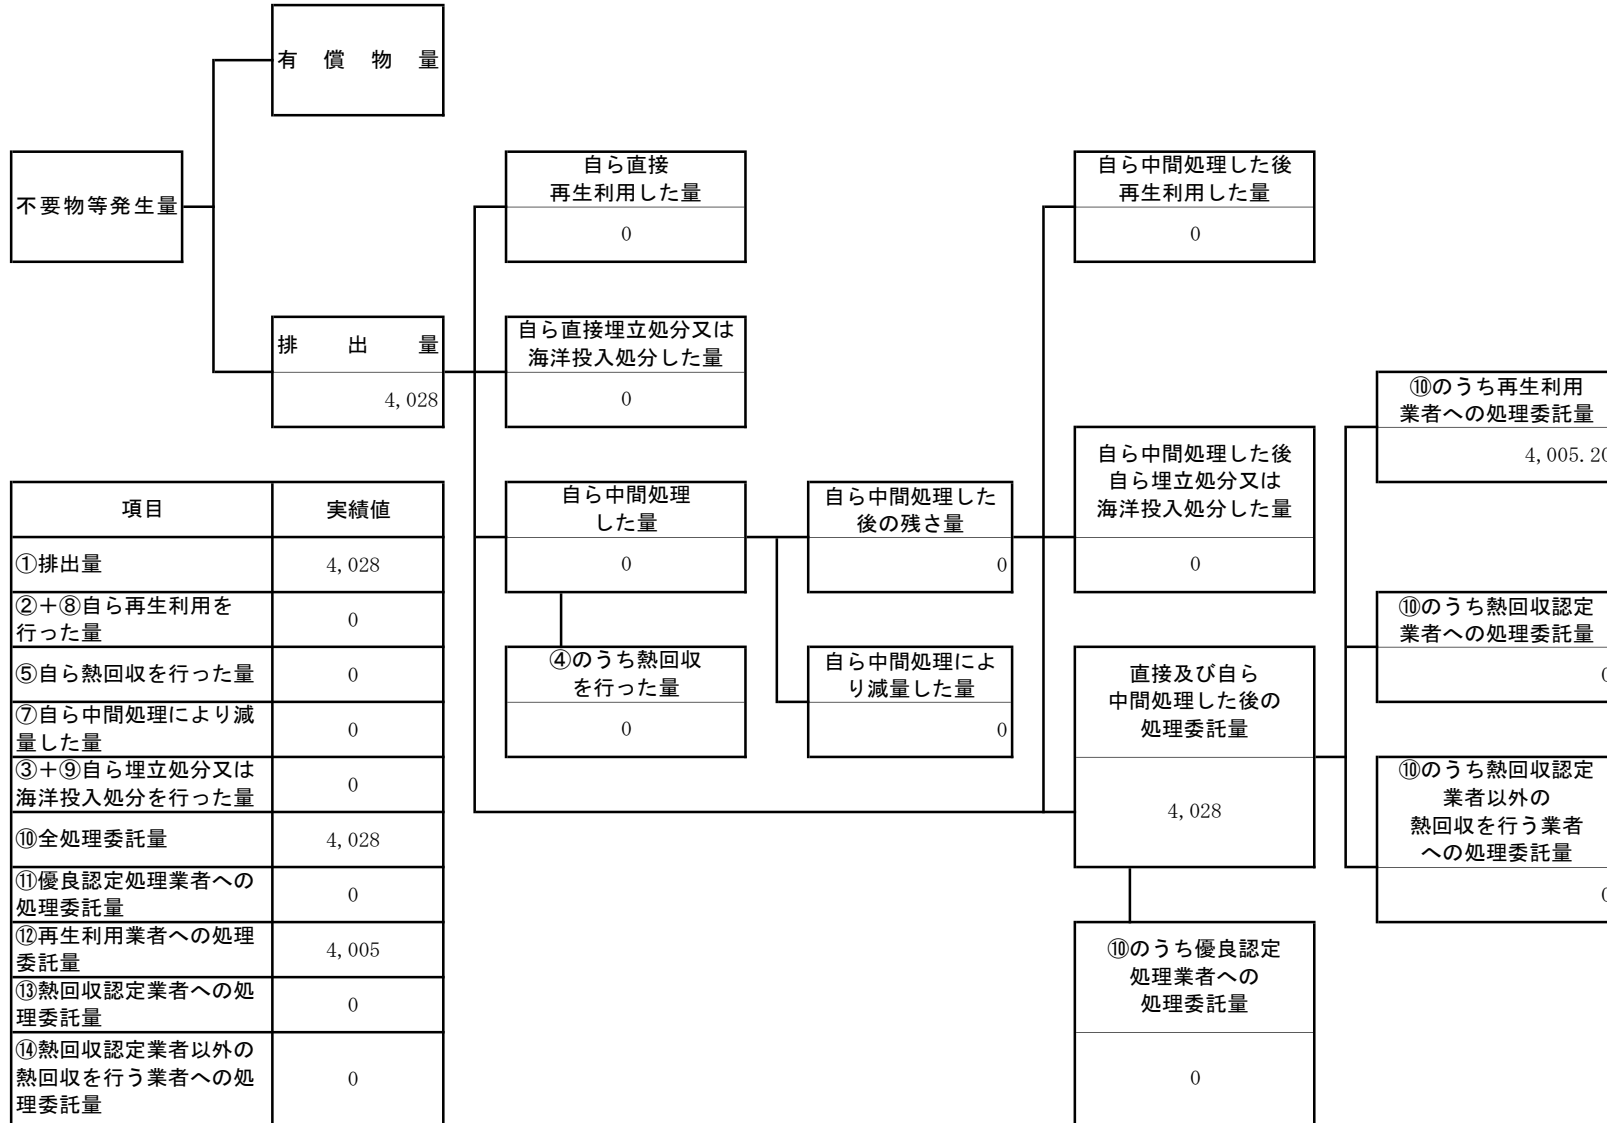 有償物量
不要物等発生量
自ら直接
再生利用した量
0
自ら中間処理した後
再生利用した量
0
排出量
4,028
自ら直接埋立処分又は
海洋投入処分した量
0
⑩のうち再生利用
業者への処理委託量
4,005.20
自ら中間処理
した量
0
自ら中間処理した
後の残さ量
0
自ら中間処理した後
自ら埋立処分又は
海洋投入処分した量
0
④のうち熱回収
を行った量
0
自ら中間処理によ
り減量した量
0
直接及び自ら
中間処理した後の
処理委託量
4,028
⑩のうち熱回収認定
業者への処理委託量
0
⑩のうち熱回収認定
業者以外の
熱回収を行う業者
への処理委託量
0
⑩のうち優良認定
処理業者への
処理委託量
0
項目 実績値
①排出量 4,028
②＋⑧自ら再生利用を
行った量 0
⑤自ら熱回収を行った量 0
⑦自ら中間処理により減
量した量 0
③＋⑨自ら埋立処分又は
海洋投入処分を行った量 0
⑩全処理委託量 4,028
⑪優良認定処理業者への
処理委託量 0
⑫再生利用業者への処理
委託量 4,005
⑬熱回収認定業者への処
理委託量 0
⑭熱回収認定業者以外の
熱回収を行う業者への処
理委託量 0